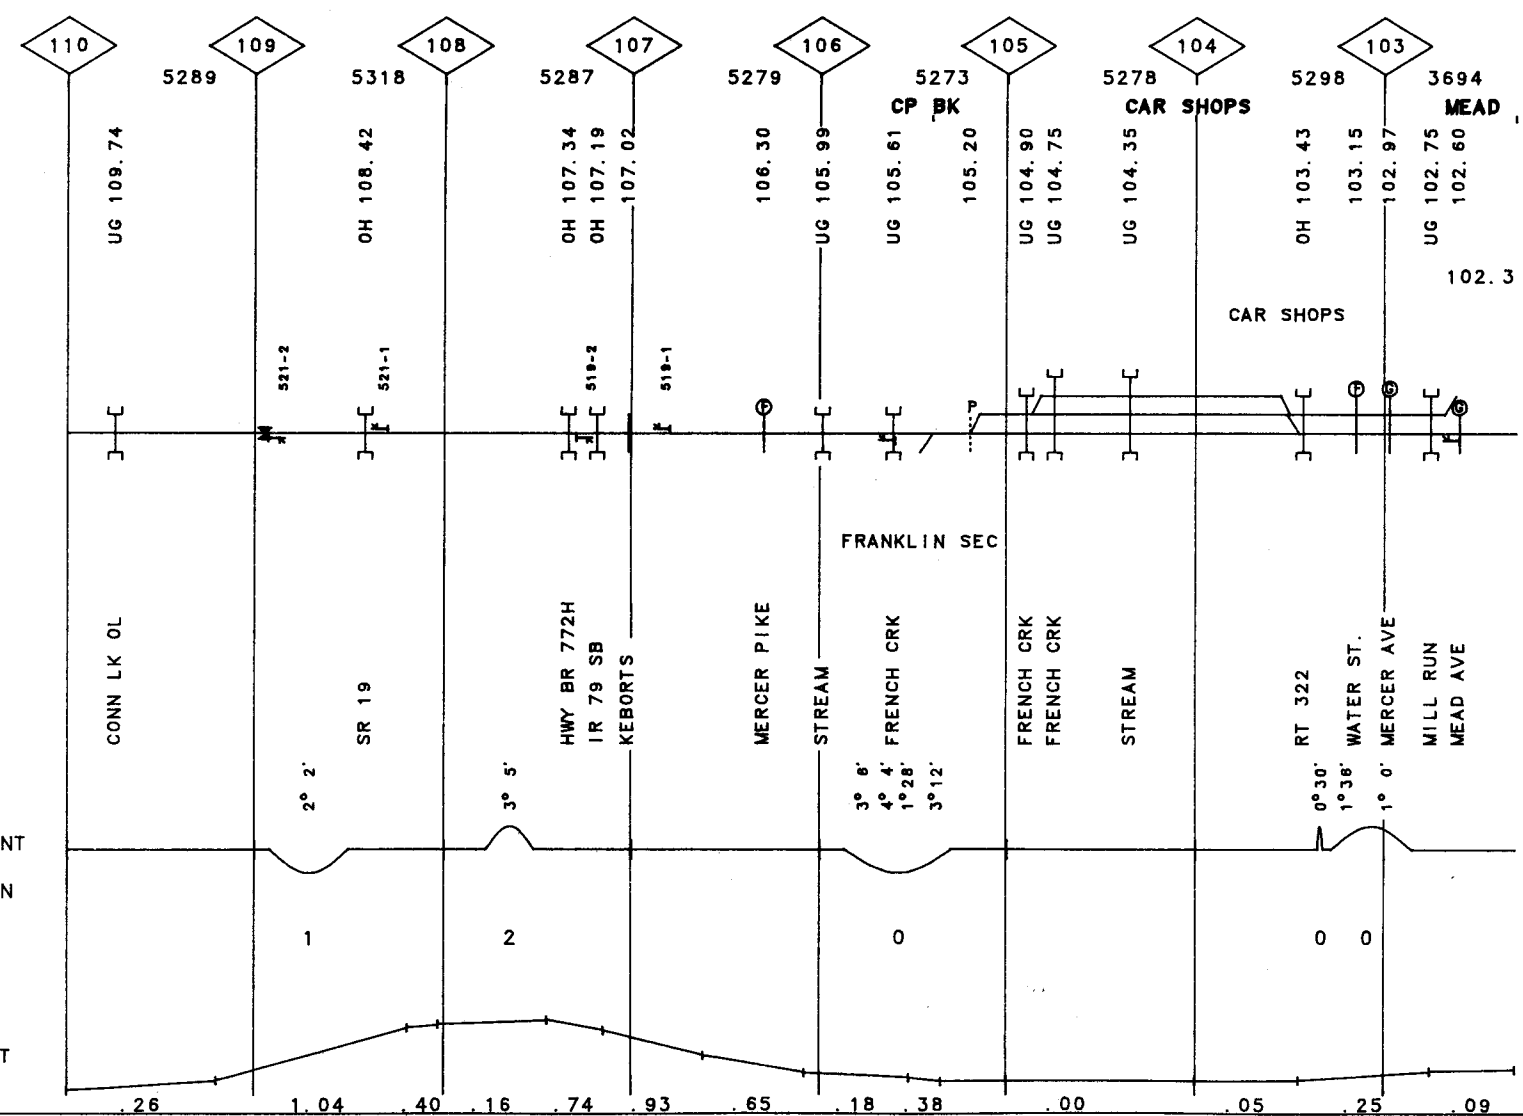 110 109 108 107 106 105 104 103
5289 5318 5287 5279 5273 5278 5298 3694
CP BK CAR SHOPS MEAD
UG 109.74
OH 108.42
OH 107.34
OH 107.19
107.02
106.30
UG 105.99
UG 105.61
105.20
UG 104.90
UG 104.75
UG 104.35
OH 103.43
103.15
102.97
UG 102.75
102.60
102.3
CAR SHOPS
521-2
521-1
519-2
519-1
F
P
F
G
G
FRANKLIN SEC
CONN LK OL
SR 19
HWY BR 772H
IR 79 SB
KEBORTS
MERCER PIKE
STREAM
FRENCH CRK
FRENCH CRK
FRENCH CRK
STREAM
RT 322
WATER ST.
MERCER AVE
MILL RUN
MEAD AVE
2° 2'
3° 5'
3° 6'
4° 4'
1°28'
3°12'
0°30'
1°36'
1° 0'
NT
N
1 2 0 0 0
T
.26 1.04 .40 .16 .74 .93 .65 .18 .38 .00 .05 .25 .09